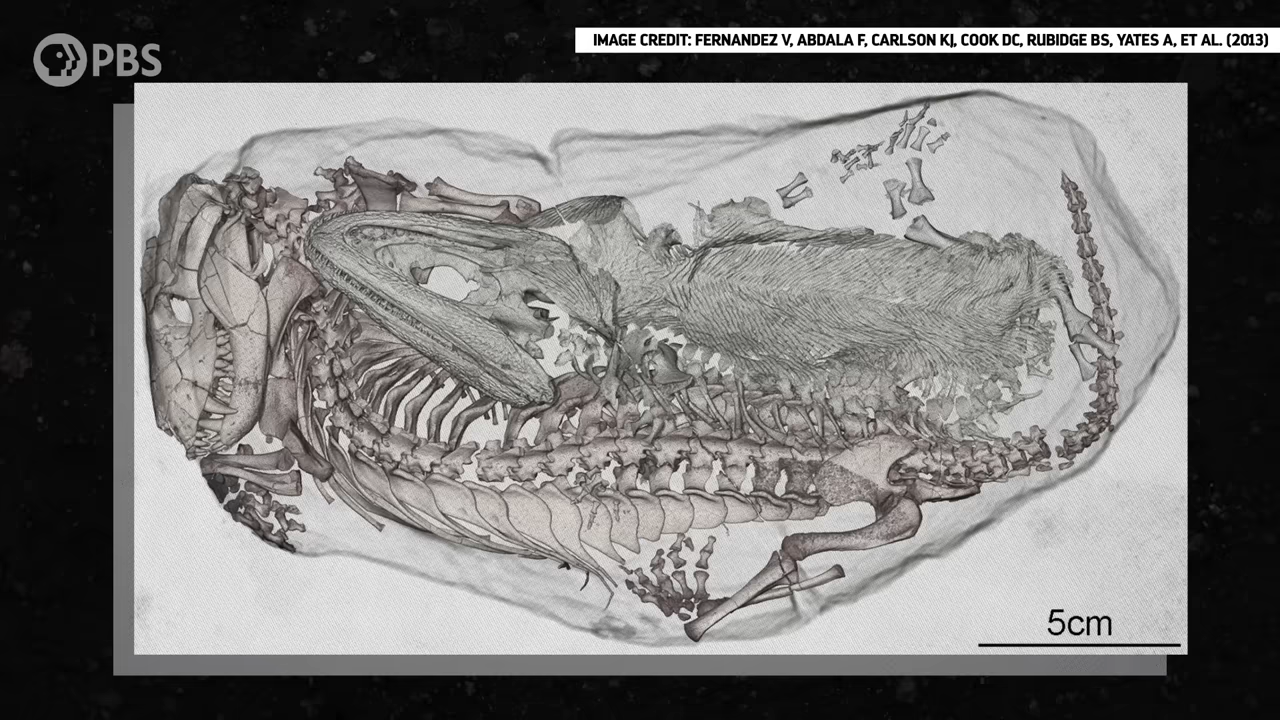 PBS
IMAGE CREDIT: FERNANDEZ V, ABDALA F, CARLSON KJ, COOK DC, RUBIDGE BS, YATES A, ET AL. (2013)
5cm